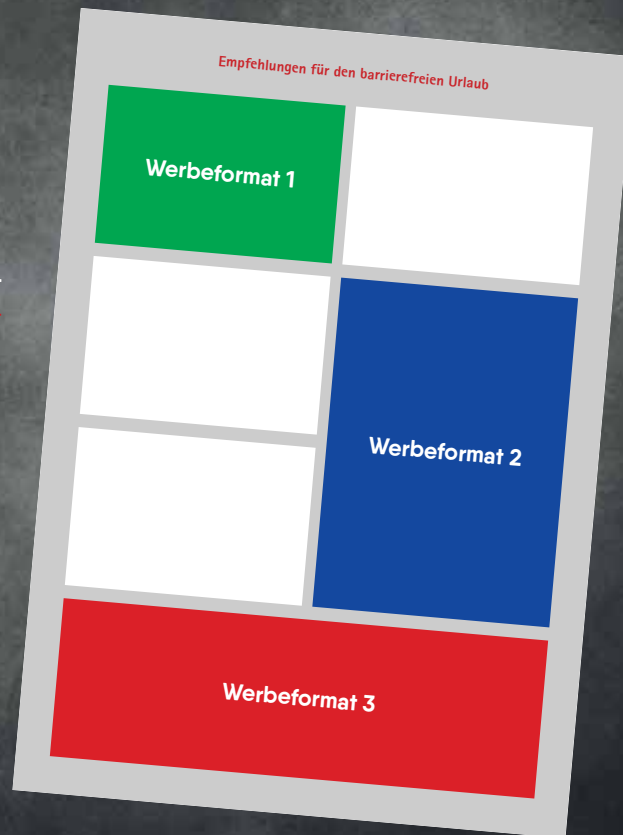 Empfehlungen für den barrierefreien Urlaub
Werbeformat 1
Werbeformat 2
Werbeformat 3